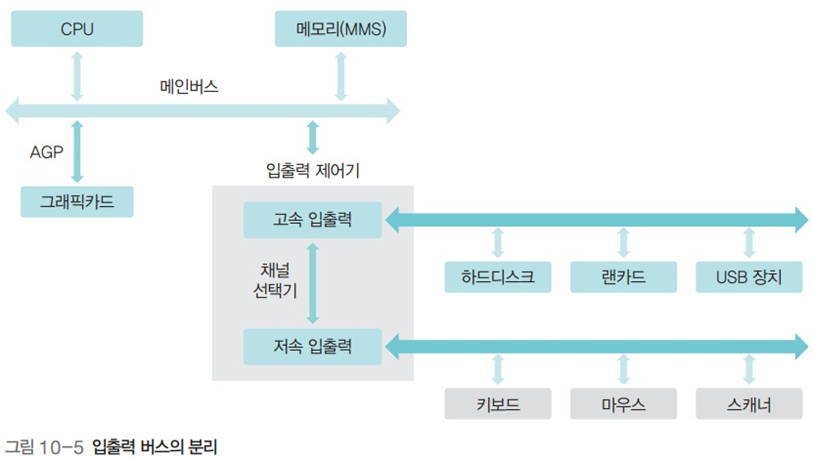 CPU
메모리(MMS)
메인버스
AGP
입출력 제어기
그래픽카드
고속 입출력
채널
선택기
하드디스크
랜카드
USB 장치
저속 입출력
키보드
마우스
스캐너
그림 10-5 입출력 버스의 분리